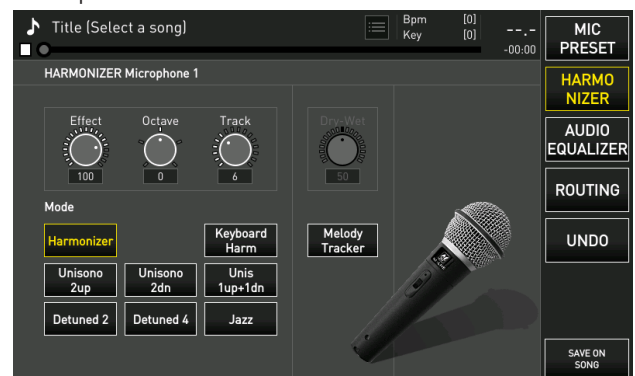 Title (Select a song)
Bpm [0]
Key [0]
--.-
-00:00
HARMONIZER Microphone 1
Effect Octave Track Dry-Wet
100 0 6 50
Mode
Harmonizer
Keyboard
Harm
Melody
Tracker
Unisono
2up
Unisono
2dn
Unis
1up+1dn
Detuned 2
Detuned 4
Jazz
MIC
PRESET
HARMO
NIZER
AUDIO
EQUALIZER
ROUTING
UNDO
SAVE ON
SONG